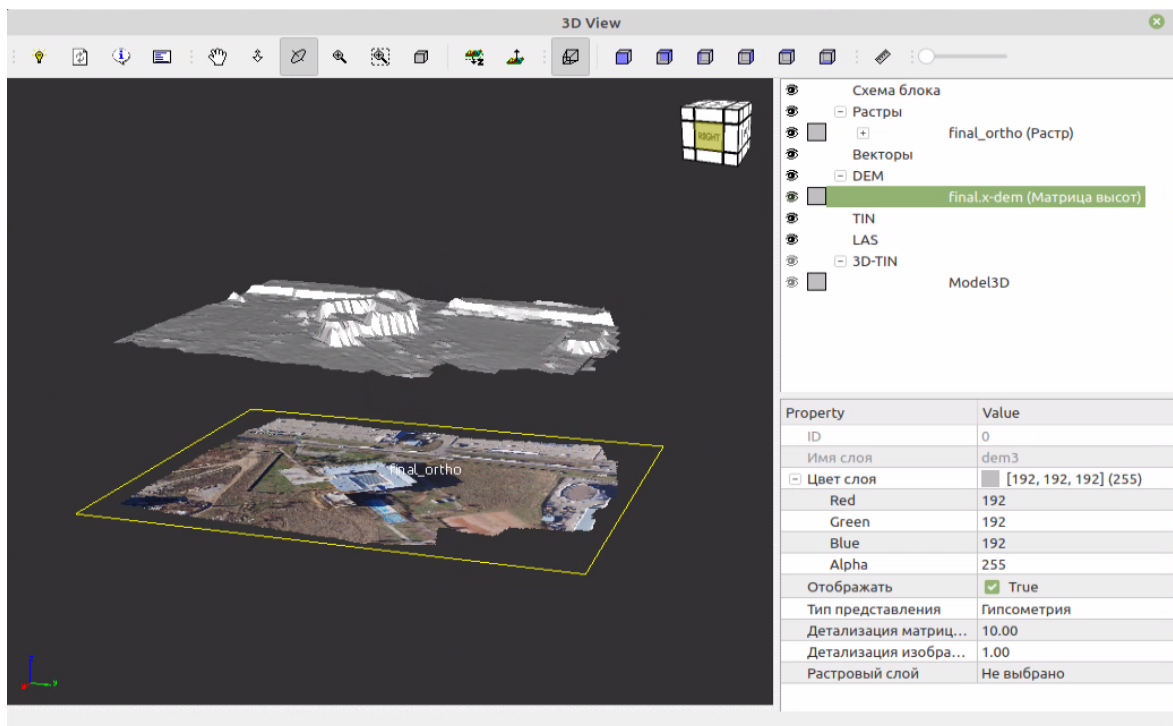 3D View
Схема блока
Растры
final_ortho (Растр)
Векторы
DEM
final.x-dem (Матрица высот)
TIN
LAS
3D-TIN
Model3D
RIGHT
final_ortho
Property Value
ID 0
Имя слоя dem3
Цвет слоя [192, 192, 192] (255)
Red 192
Green 192
Blue 192
Alpha 255
Отображать True
Тип представления Гипсометрия
Детализация матриц... 10.00
Детализация изобра... 1.00
Растровый слой Не выбрано